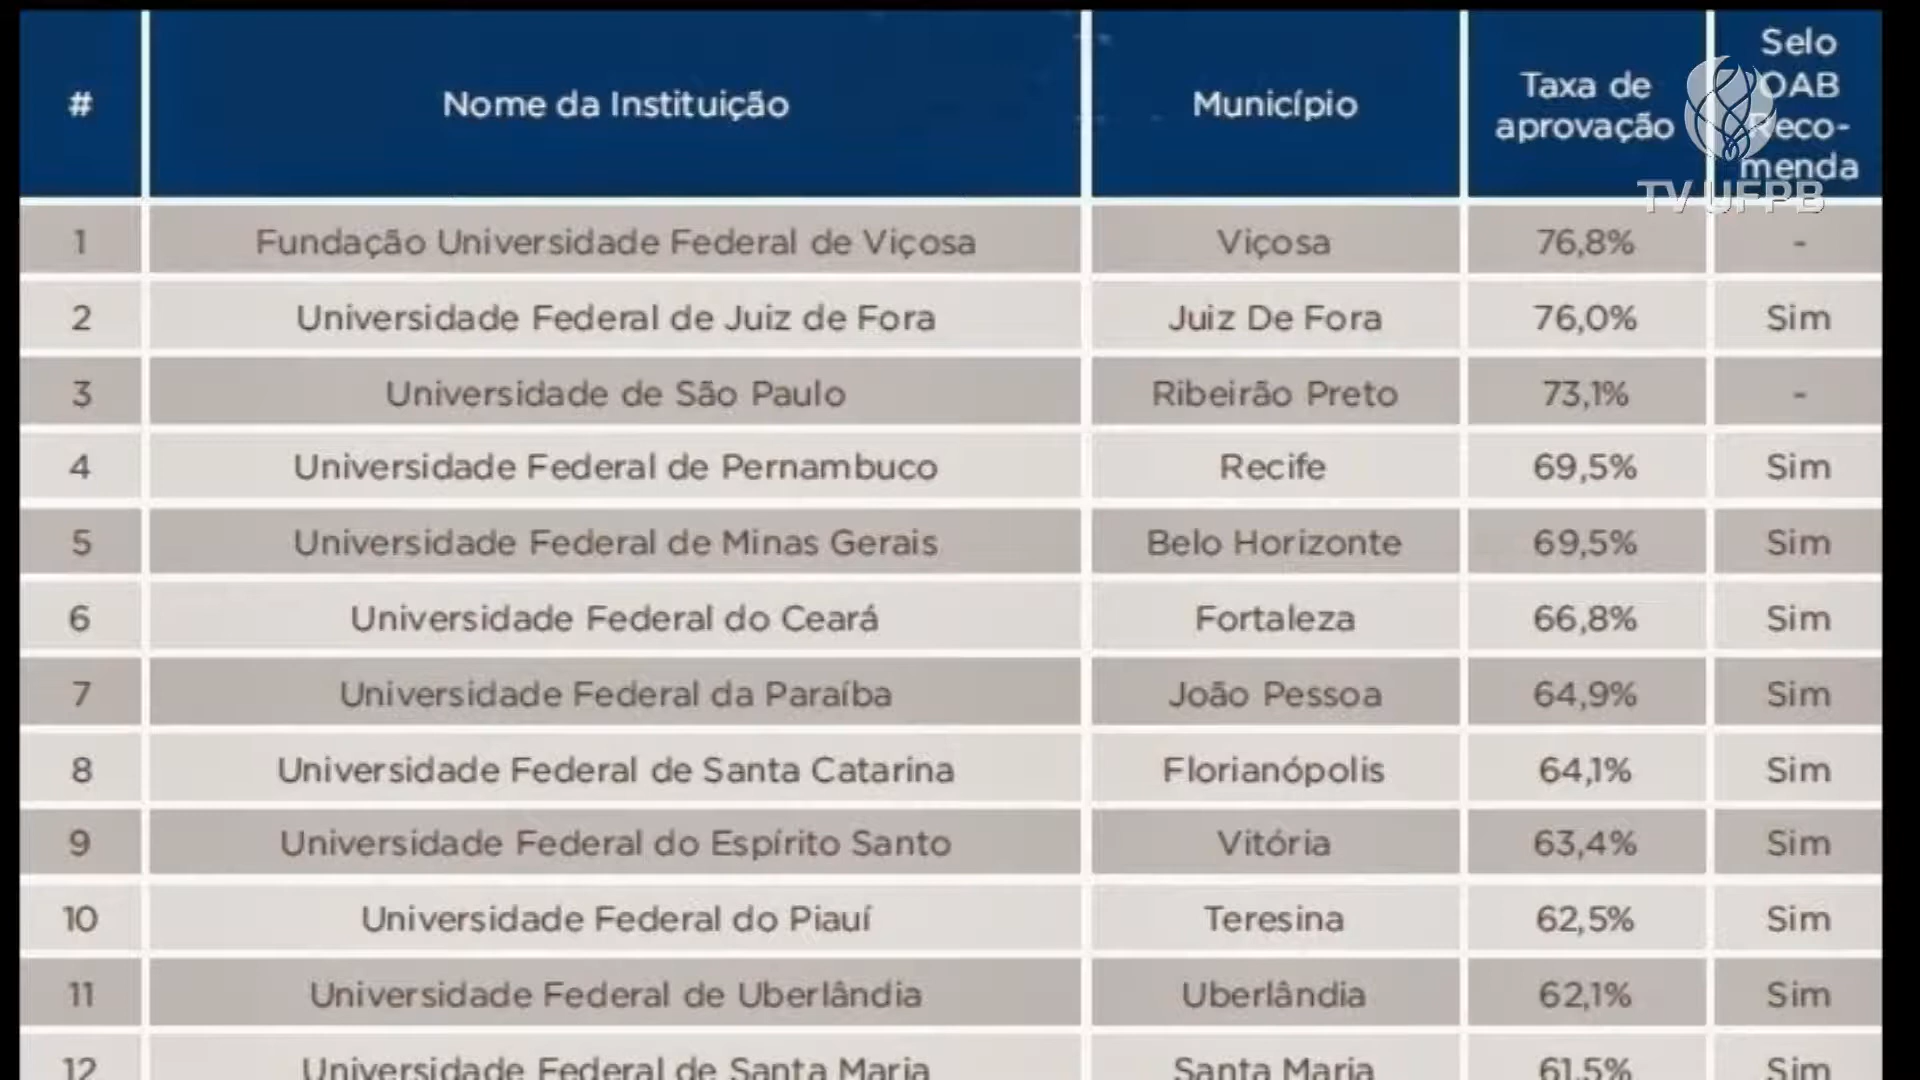 # Nome da Instituição Município Taxa de aprovação Selo OAB Reco-menda
TV UFPB
1 Fundação Universidade Federal de Viçosa Viçosa 76,8% -
2 Universidade Federal de Juiz de Fora Juiz De Fora 76,0% Sim
3 Universidade de São Paulo Ribeirão Preto 73,1% -
4 Universidade Federal de Pernambuco Recife 69,5% Sim
5 Universidade Federal de Minas Gerais Belo Horizonte 69,5% Sim
6 Universidade Federal do Ceará Fortaleza 66,8% Sim
7 Universidade Federal da Paraíba João Pessoa 64,9% Sim
8 Universidade Federal de Santa Catarina Florianópolis 64,1% Sim
9 Universidade Federal do Espírito Santo Vitória 63,4% Sim
10 Universidade Federal do Piauí Teresina 62,5% Sim
11 Universidade Federal de Uberlândia Uberlândia 62,1% Sim
12 Universidade Federal de Santa Maria Santa Maria 61,5% Sim